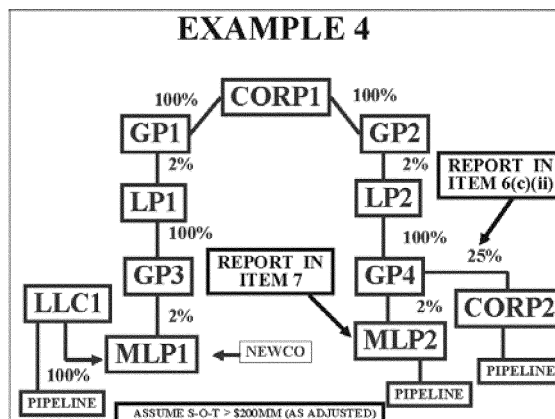 EXAMPLE 4
100% CORP1 100%
GP1 GP2
2% 2%
REPORT IN
ITEM 6(c)(ii)
LP1 LP2
100% 100%
25%
REPORT IN
ITEM 7
GP3 GP4
LLC1 CORP2
2% 2%
MLP1 NEWCO MLP2
100%
PIPELINE PIPELINE PIPELINE
ASSUME S-O-T > $200MM (AS ADJUSTED)